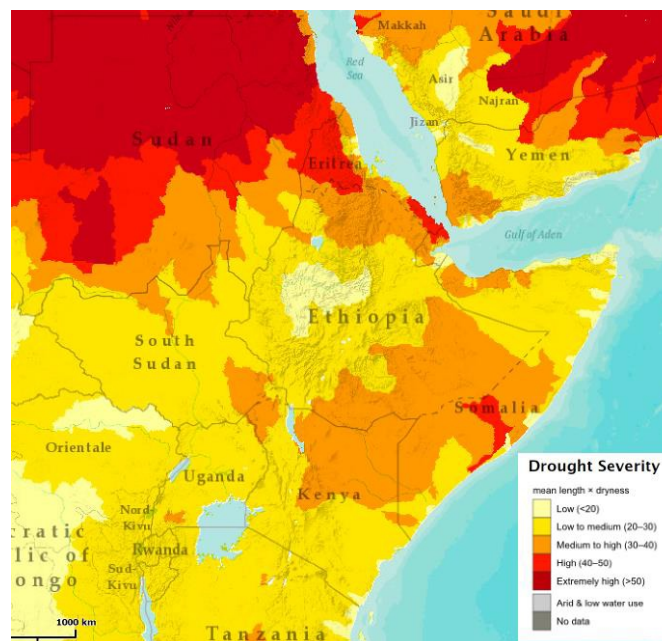 Saudi
Arabia
Makkah
Red
Sea
Asir
Najran
Jizan
Sudan
Eritrea
Yemen
Gulf of Aden
Ethiopia
South
Sudan
Somalia
Orientale
Uganda
Kenya
Nord-
Kivu
cratic
lic of
ongo
Rwanda
Sud-
Kivu
Tanzania
1000 km
Drought Severity
mean length × dryness
Low (<20)
Low to medium (20–30)
Medium to high (30–40)
High (40–50)
Extremely high (>50)
Arid & low water use
No data